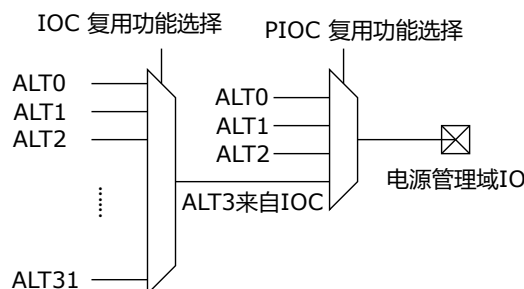 IOC 复用功能选择
PIOC 复用功能选择
ALT0
ALT1
ALT2
......
ALT31
ALT0
ALT1
ALT2
ALT3来自IOC
电源管理域IO